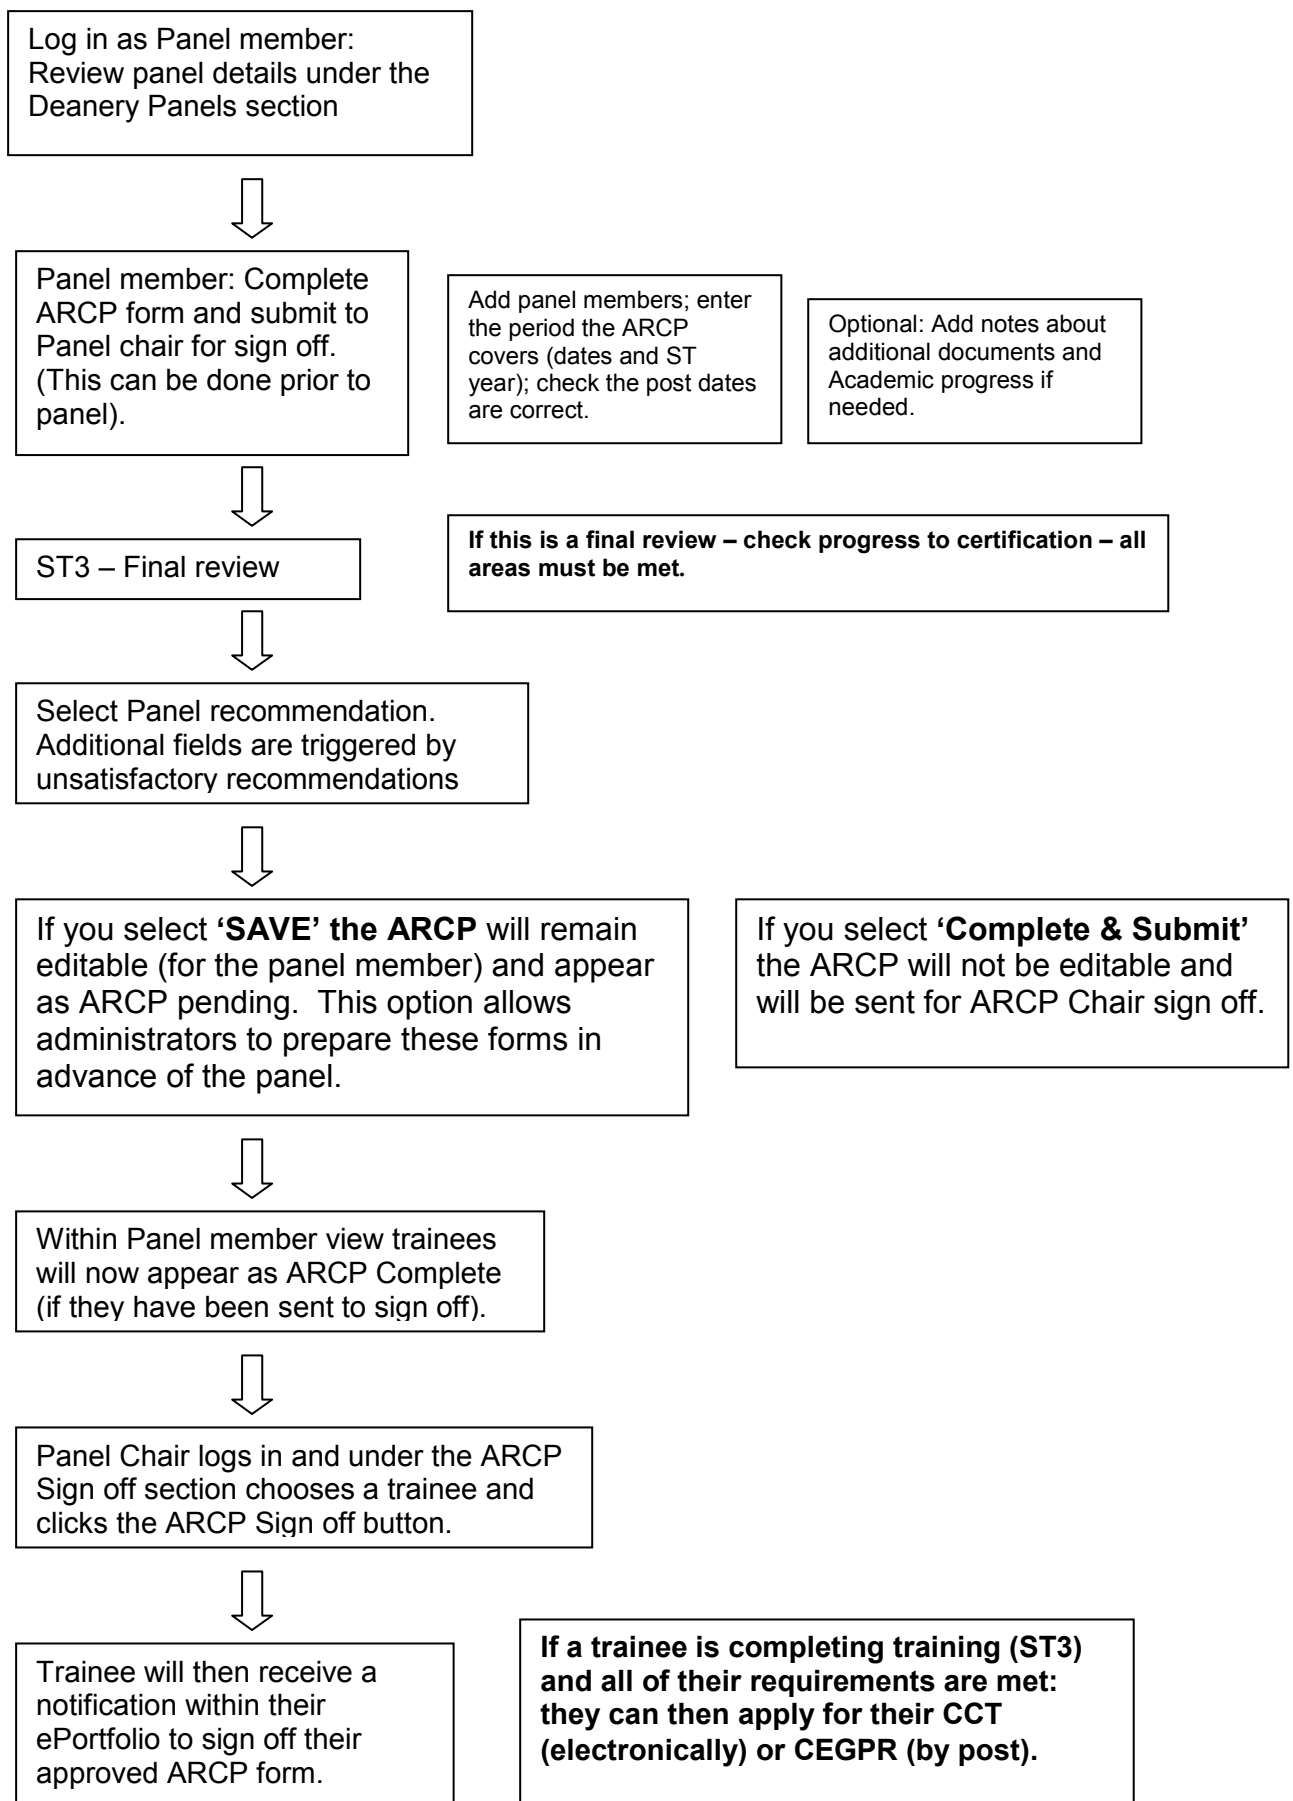 Log in as Panel member:
Review panel details under the
Deanery Panels section
Panel member: Complete
ARCP form and submit to
Panel chair for sign off.
(This can be done prior to
panel).
Add panel members; enter
the period the ARCP
covers (dates and ST
year); check the post dates
are correct.
Optional: Add notes about
additional documents and
Academic progress if
needed.
ST3 – Final review
If this is a final review – check progress to certification – all
areas must be met.
Select Panel recommendation.
Additional fields are triggered by
unsatisfactory recommendations
If you select ‘SAVE’ the ARCP will remain
editable (for the panel member) and appear
as ARCP pending.  This option allows
administrators to prepare these forms in
advance of the panel.
If you select ‘Complete & Submit’
the ARCP will not be editable and
will be sent for ARCP Chair sign off.
Within Panel member view trainees
will now appear as ARCP Complete
(if they have been sent to sign off).
Panel Chair logs in and under the ARCP
Sign off section chooses a trainee and
clicks the ARCP Sign off button.
Trainee will then receive a
notification within their
ePortfolio to sign off their
approved ARCP form.
If a trainee is completing training (ST3)
and all of their requirements are met:
they can then apply for their CCT
(electronically) or CEGPR (by post).